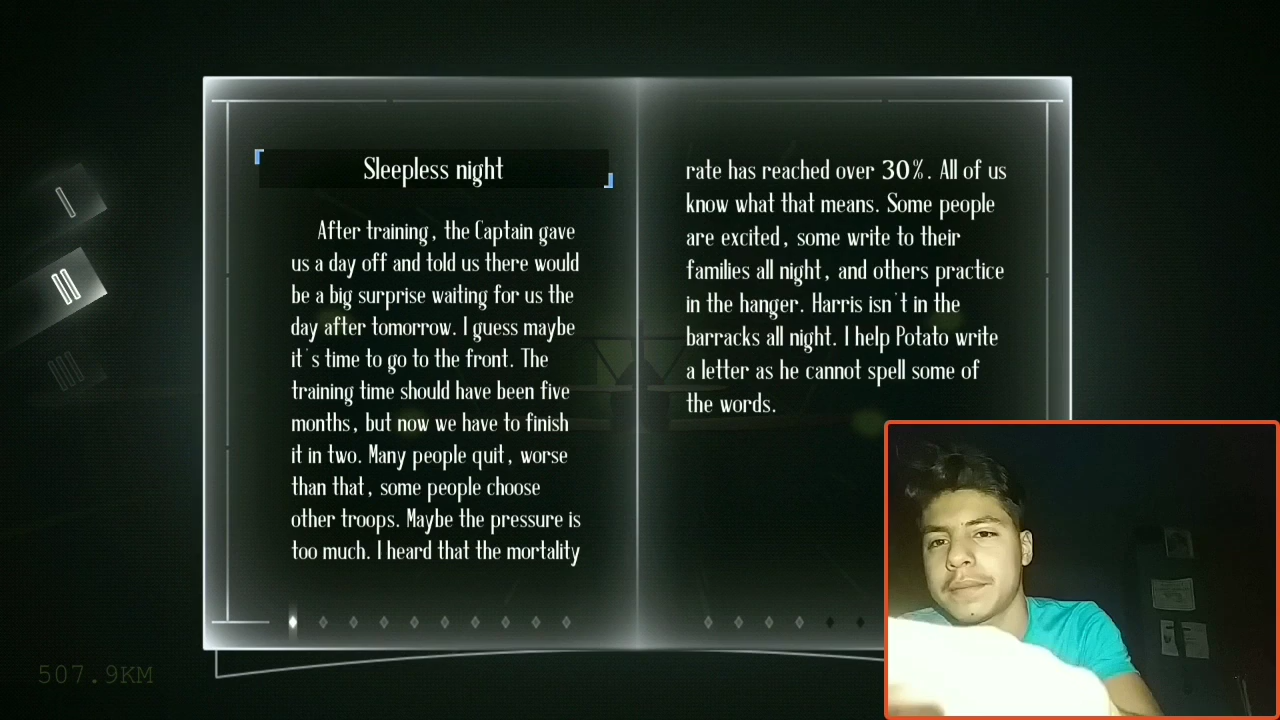 Sleepless night
After training, the Captain gave
us a day off and told us there would
be a big surprise waiting for us the
day after tomorrow. I guess maybe
it's time to go to the front. The
training time should have been five
months, but now we have to finish
it in two. Many people quit, worse
than that, some people choose
other troops. Maybe the pressure is
too much. I heard that the mortality
rate has reached over 30%. All of us
know what that means. Some people
are excited, some write to their
families all night, and others practice
in the hanger. Harris isn't in the
barracks all night. I help Potato write
a letter as he cannot spell some of
the words.
I
II
III
507.9KM